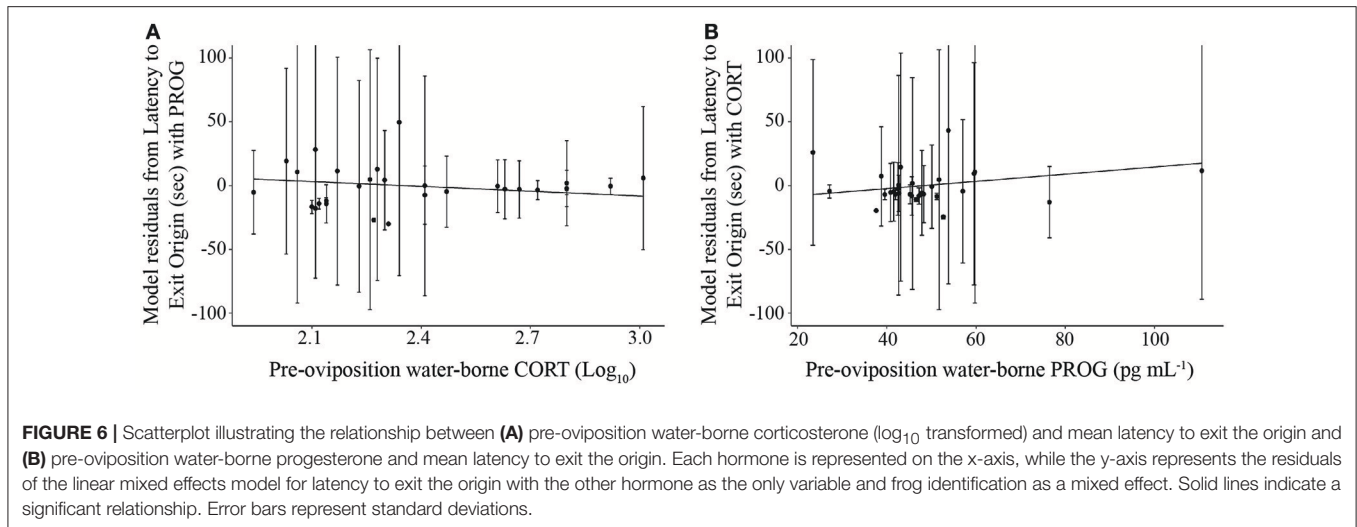 A
Model residuals from Latency to
Exit Origin (sec) with PROG
100
50
0
-50
-100
2.1 2.4 2.7 3.0
Pre-oviposition water-borne CORT (Log₁₀)
B
Model residuals from Latency to
Exit Origin (sec) with CORT
100
50
0
-50
-100
20 40 60 80 100
Pre-oviposition water-borne PROG (pg mL⁻¹)
FIGURE 6 | Scatterplot illustrating the relationship between (A) pre-oviposition water-borne corticosterone (log₁₀ transformed) and mean latency to exit the origin and
(B) pre-oviposition water-borne progesterone and mean latency to exit the origin. Each hormone is represented on the x-axis, while the y-axis represents the residuals
of the linear mixed effects model for latency to exit the origin with the other hormone as the only variable and frog identification as a mixed effect. Solid lines indicate a
significant relationship. Error bars represent standard deviations.